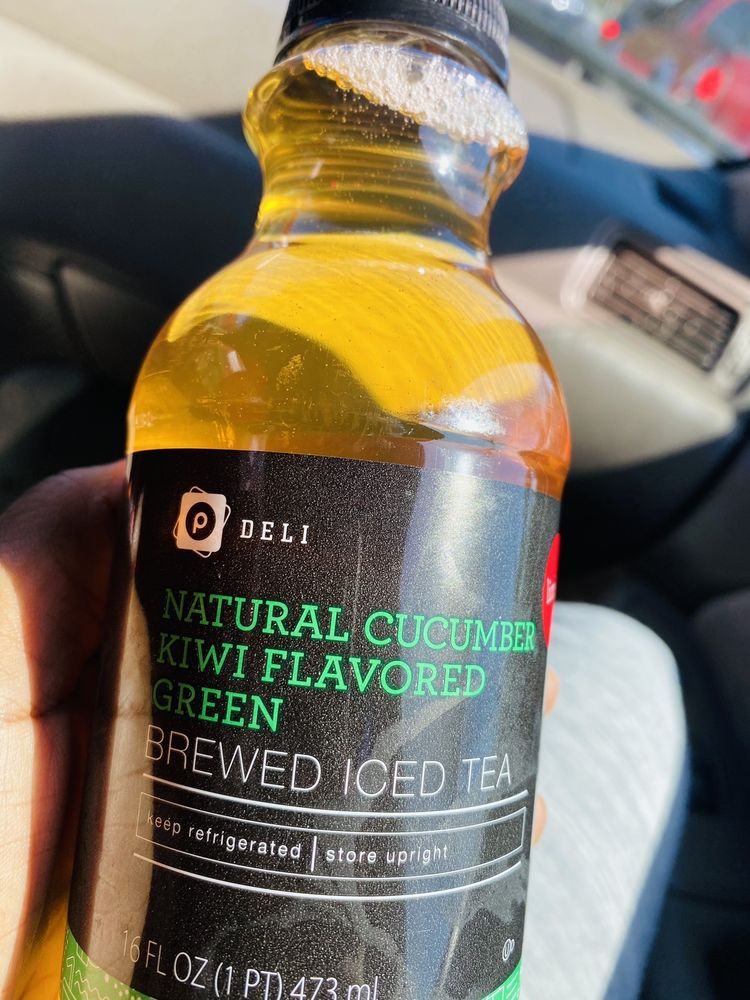 P DELI
NATURAL CUCUMBER
KIWI FLAVORED
GREEN
BREWED ICED TEA
keep refrigerated | store upright
16 FL OZ (1 PT) 473 ml